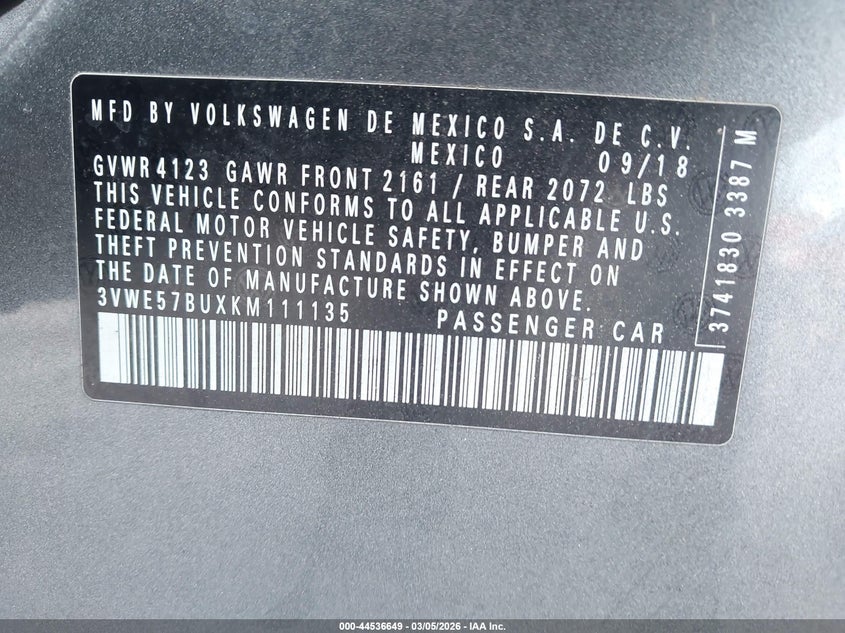 MFD BY VOLKSWAGEN DE MEXICO S.A. DE C.V.
MEXICO 09/18
GVWR 4123 GAWR FRONT 2161 / REAR 2072 LBS
THIS VEHICLE CONFORMS TO ALL APPLICABLE U.S.
FEDERAL MOTOR VEHICLE SAFETY, BUMPER AND
THEFT PREVENTION STANDARDS IN EFFECT ON
THE DATE OF MANUFACTURE SHOWN ABOVE.
3VWE57BUXKM111135 PASSENGER CAR
3741830 3387 M
000-44536649 - 03/05/2026 - IAA Inc.